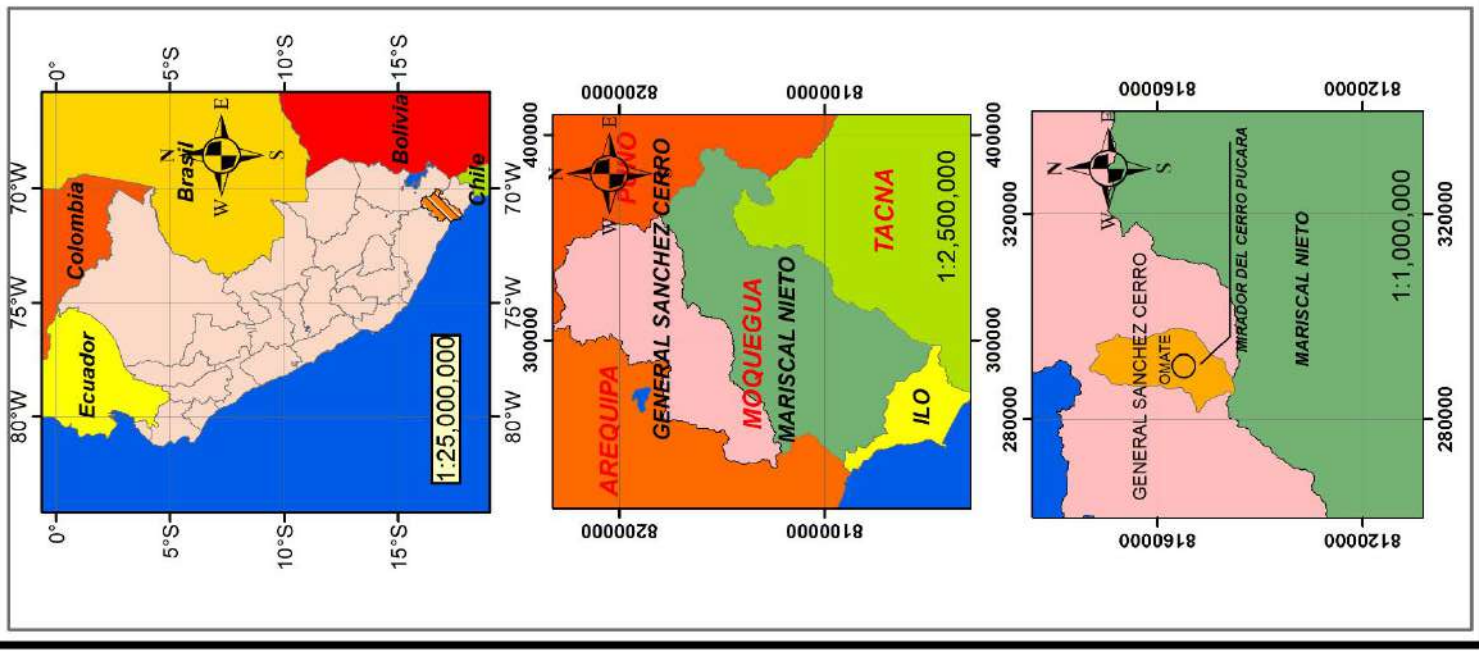 80°W
75°W
70°W
0°
5°S
10°S
15°S
Ecuador
Colombia
Brasil
N
W
E
S
Bolivia
Chile
1:25,000,000
0°
5°S
10°S
15°S
80°W
75°W
70°W
300000
400000
8200000
8100000
AREQUIPA
PUNO
N
W
E
S
GENERAL SANCHEZ CERRO
MOQUEGUA
MARISCAL NIETO
TACNA
ILO
1:2,500,000
8200000
8100000
300000
400000
280000
320000
8160000
8120000
N
W
E
S
GENERAL SANCHEZ CERRO
OMATE
MIRADOR DEL CERRO PUCARA
MARISCAL NIETO
1:1,000,000
8160000
8120000
280000
320000